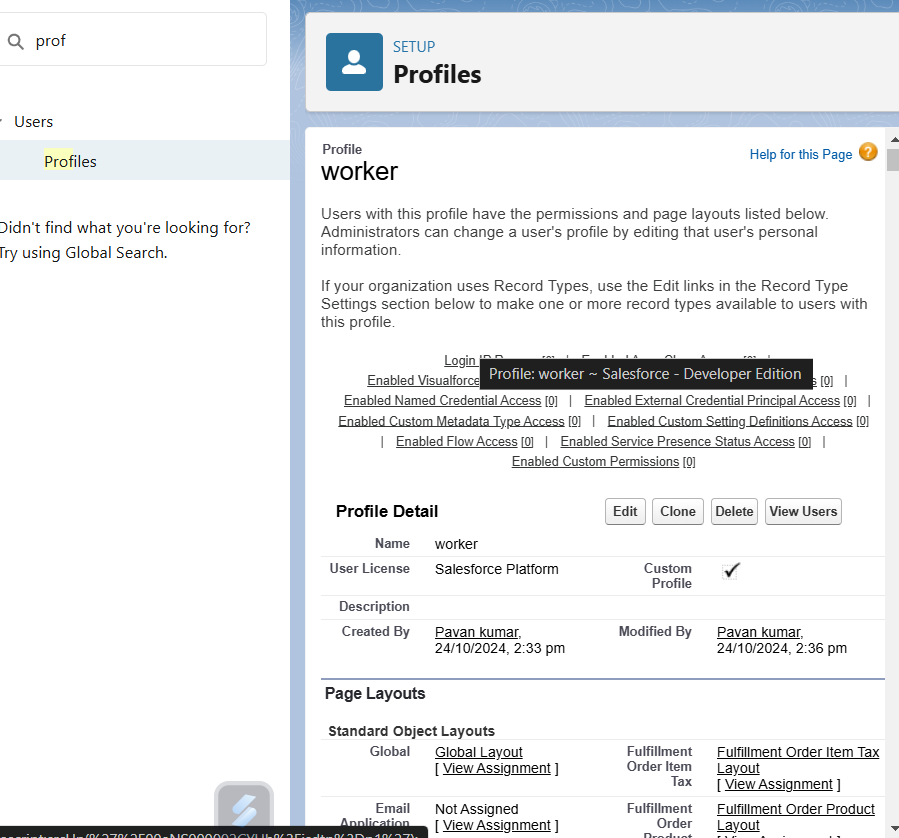 prof
Users
Profiles
Didn't find what you're looking for?
Try using Global Search.
SETUP
Profiles
Profile
worker
Help for this Page
Users with this profile have the permissions and page layouts listed below.
Administrators can change a user's profile by editing that user's personal
information.
If your organization uses Record Types, use the Edit links in the Record Type
Settings section below to make one or more record types available to users with
this profile.
Login
Profile: worker ~ Salesforce - Developer Edition
Enabled Visualforce [0] |
Enabled Named Credential Access [0] | Enabled External Credential Principal Access [0] |
Enabled Custom Metadata Type Access [0] | Enabled Custom Setting Definitions Access [0]
| Enabled Flow Access [0] | Enabled Service Presence Status Access [0] |
Enabled Custom Permissions [0]
Profile Detail
Edit Clone Delete View Users
Name worker
User License Salesforce Platform Custom Profile
Description
Created By Pavan kumar, Modified By Pavan kumar,
24/10/2024, 2:33 pm 24/10/2024, 2:36 pm
Page Layouts
Standard Object Layouts
Global Global Layout Fulfillment Fulfillment Order Item Tax
[ View Assignment ] Order Item Layout
Tax [ View Assignment ]
Email Not Assigned Fulfillment Fulfillment Order Product
Application [ View Assignment ] Order Layout
Product [ View Assignment ]